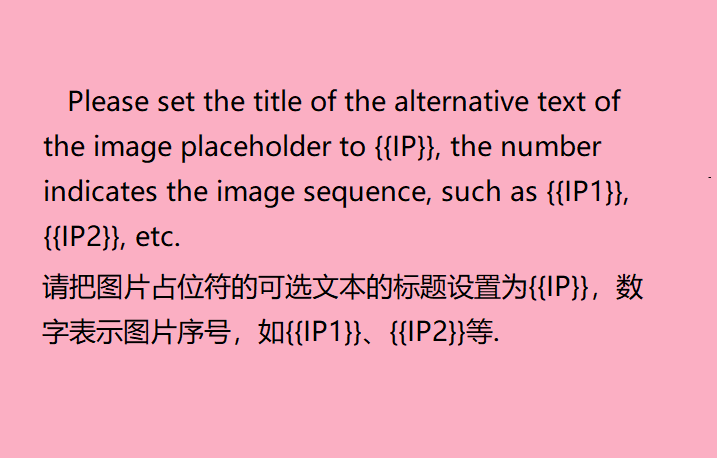 Please set the title of the alternative text of
the image placeholder to {{IP}}, the number
indicates the image sequence, such as {{IP1}},
{{IP2}}, etc.
请把图片占位符的可选文本的标题设置为{{IP}}，数
字表示图片序号，如{{IP1}}、{{IP2}}等.